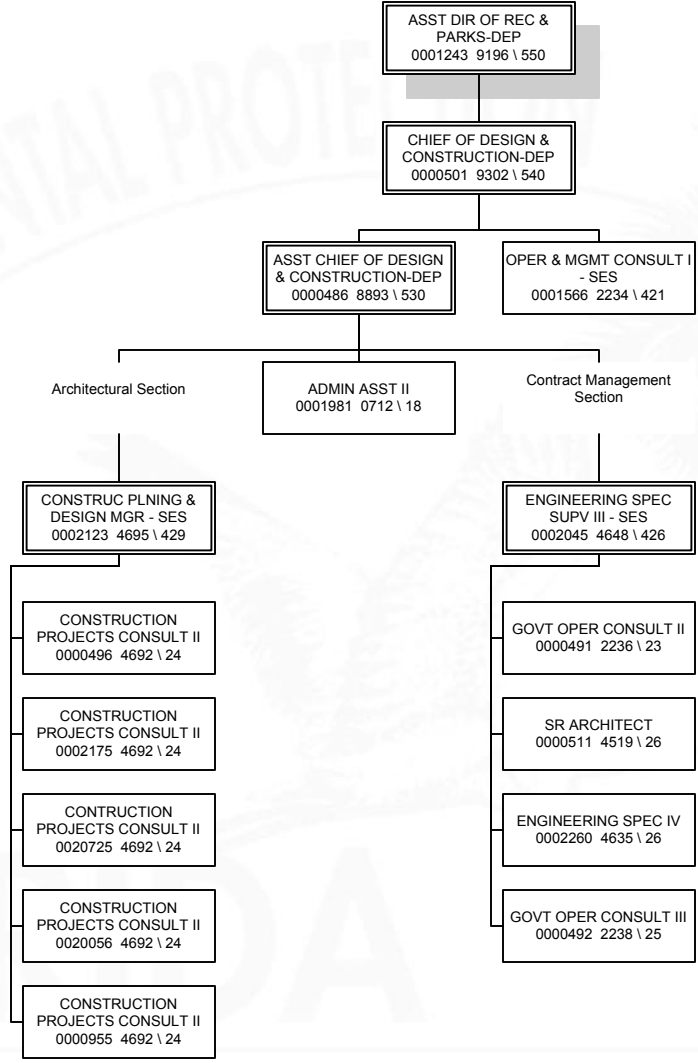 ASST DIR OF REC &
PARKS-DEP
0001243 9196 \ 550
CHIEF OF DESIGN &
CONSTRUCTION-DEP
0000501 9302 \ 540
ASST CHIEF OF DESIGN
& CONSTRUCTION-DEP
0000486 8893 \ 530
OPER & MGMT CONSULT I
- SES
0001566 2234 \ 421
Architectural Section
ADMIN ASST II
0001981 0712 \ 18
Contract Management
Section
CONSTRUC PLNING &
DESIGN MGR - SES
0002123 4695 \ 429
CONSTRUCTION
PROJECTS CONSULT II
0000496 4692 \ 24
CONSTRUCTION
PROJECTS CONSULT II
0002175 4692 \ 24
CONTRUCTION
PROJECTS CONSULT II
0020725 4692 \ 24
CONSTRUCTION
PROJECTS CONSULT II
0020056 4692 \ 24
CONSTRUCTION
PROJECTS CONSULT II
0000955 4692 \ 24
ENGINEERING SPEC
SUPV III - SES
0002045 4648 \ 426
GOVT OPER CONSULT II
0000491 2236 \ 23
SR ARCHITECT
0000511 4519 \ 26
ENGINEERING SPEC IV
0002260 4635 \ 26
GOVT OPER CONSULT III
0000492 2238 \ 25